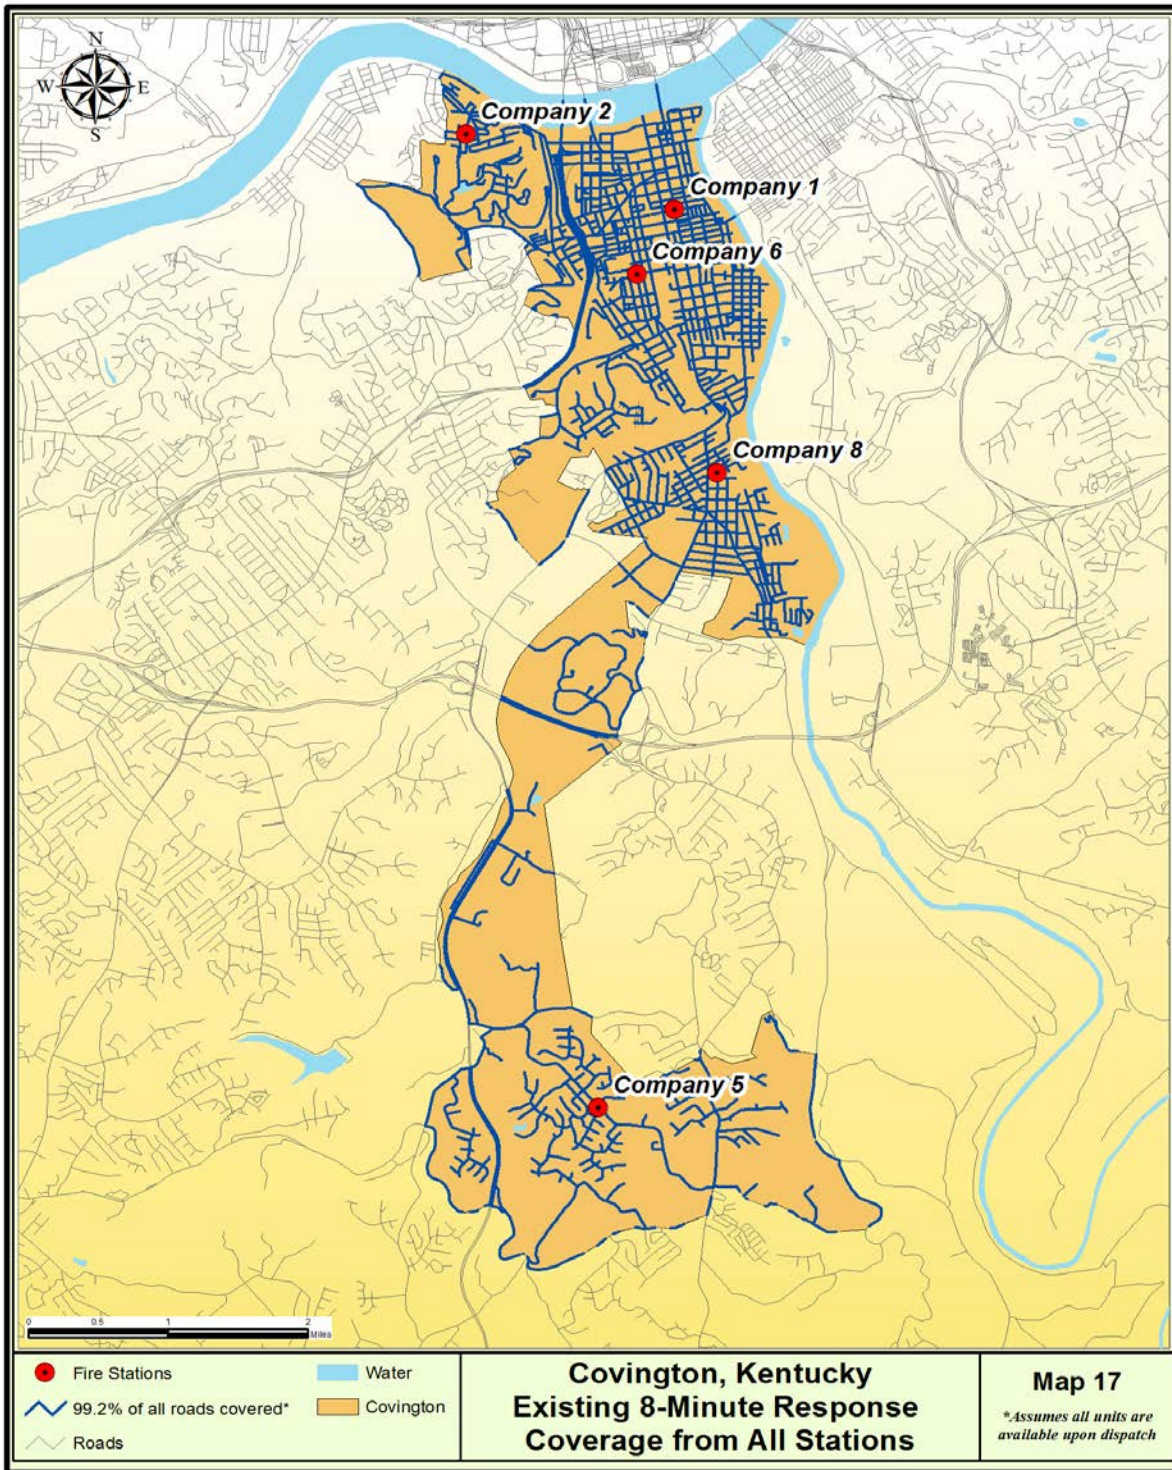 N
W E
S
Company 2
Company 1
Company 6
Company 8
Company 5
0 0.5 1 2
Miles
Fire Stations
99.2% of all roads covered*
Roads
Water
Covington
Covington, Kentucky
Existing 8-Minute Response
Coverage from All Stations
Map 17
*Assumes all units are
available upon dispatch